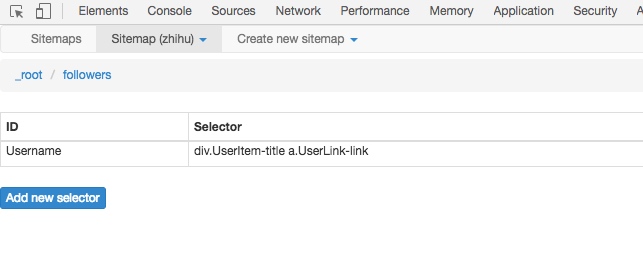 Elements Console Sources Network Performance Memory Application Security
Sitemaps Sitemap (zhihu) Create new sitemap
_root / followers
ID Selector
Username div.UserItem-title a.UserLink-link
Add new selector